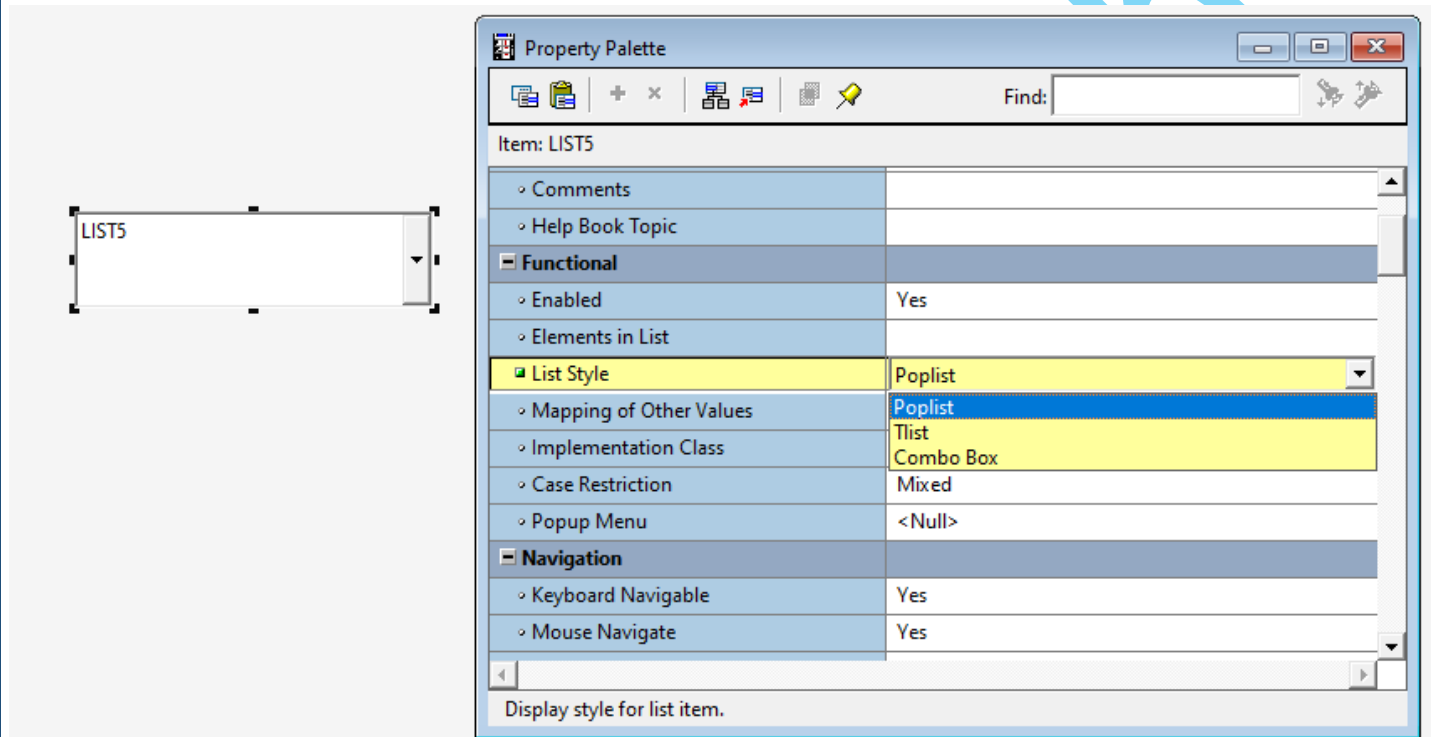 Property Palette
Find:
Item: LIST5
Comments
Help Book Topic
LIST5
Functional
Enabled Yes
Elements in List
List Style Poplist
Mapping of Other Values Poplist
Tlist
Implementation Class Combo Box
Case Restriction Mixed
Popup Menu <Null>
Navigation
Keyboard Navigable Yes
Mouse Navigate Yes
Display style for list item.